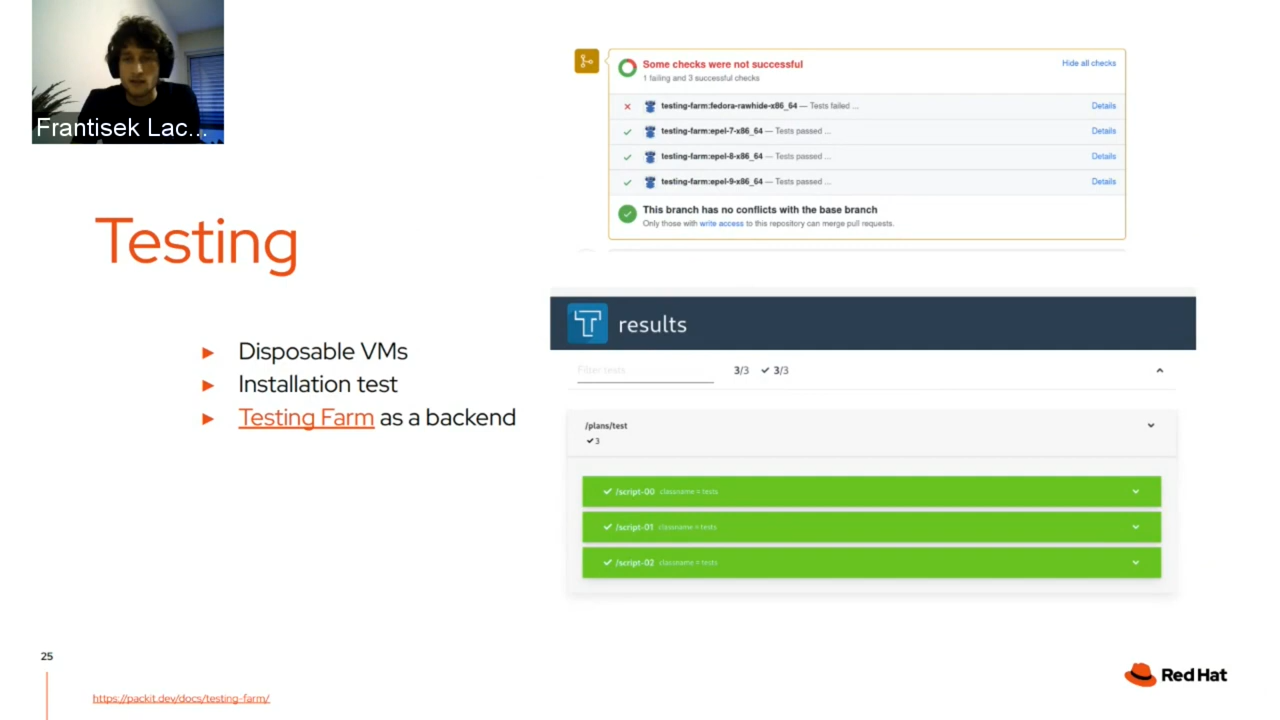 Frantisek Lac...
Some checks were not successful
1 failing and 3 successful checks
Hide all checks
testing-farm:fedora-rawhide-x86_64 — Tests failed ...
Details
testing-farm:epel-7-x86_64 — Tests passed ...
Details
testing-farm:epel-8-x86_64 — Tests passed ...
Details
testing-farm:epel-9-x86_64 — Tests passed ...
Details
This branch has no conflicts with the base branch
Only those with write access to this repository can merge pull requests.
Testing
Disposable VMs
Installation test
Testing Farm as a backend
results
Filter tests
3/3 3/3
/plans/test
3
/script-00 classname = tests
/script-01 classname = tests
/script-02 classname = tests
25
https://packit.dev/docs/testing-farm/
Red Hat